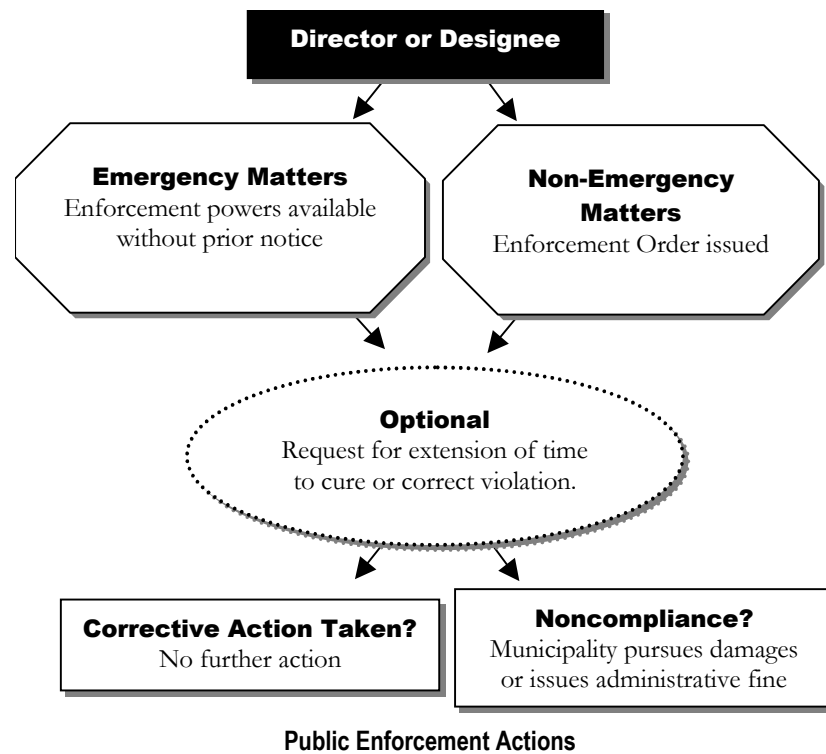 Director or Designee
Emergency Matters
Enforcement powers available
without prior notice
Non-Emergency
Matters
Enforcement Order issued
Optional
Request for extension of time
to cure or correct violation.
Corrective Action Taken?
No further action
Noncompliance?
Municipality pursues damages
or issues administrative fine
Public Enforcement Actions